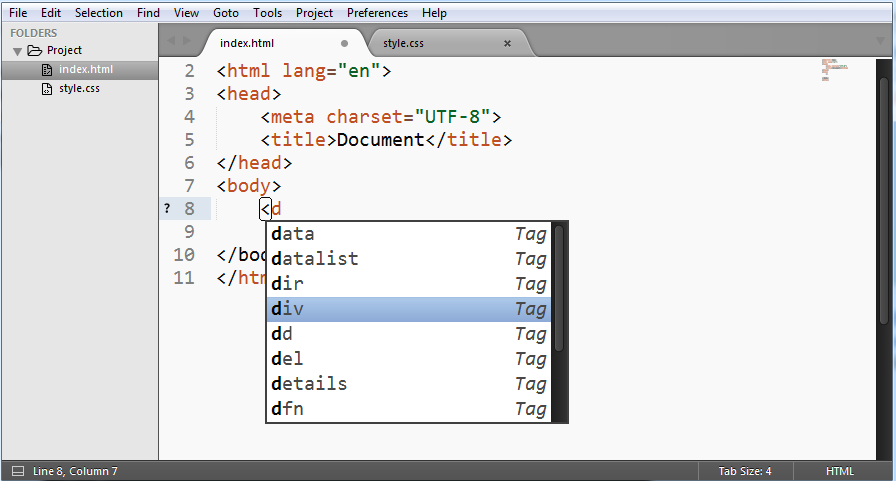 File Edit Selection Find View Goto Tools Project Preferences Help
FOLDERS
Project
index.html
style.css
index.html
style.css
2 <html lang="en">
3 <head>
4 <meta charset="UTF-8">
5 <title>Document</title>
6 </head>
7 <body>
? 8 <d
9
10 </bod
11 </htm
data Tag
datalist Tag
dir Tag
div Tag
dd Tag
del Tag
details Tag
dfn Tag
Line 8, Column 7 Tab Size: 4 HTML